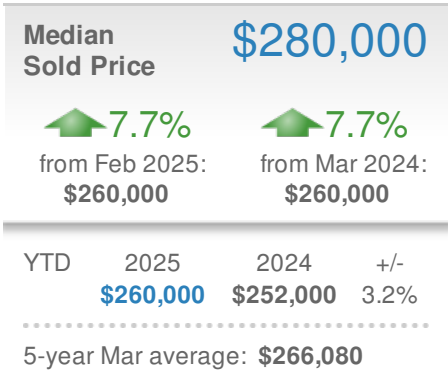 Median $280,000
Sold Price
7.7% 7.7%
from Feb 2025: from Mar 2024:
$260,000 $260,000
YTD 2025 2024 +/-
$260,000 $252,000 3.2%
5-year Mar average: $266,080